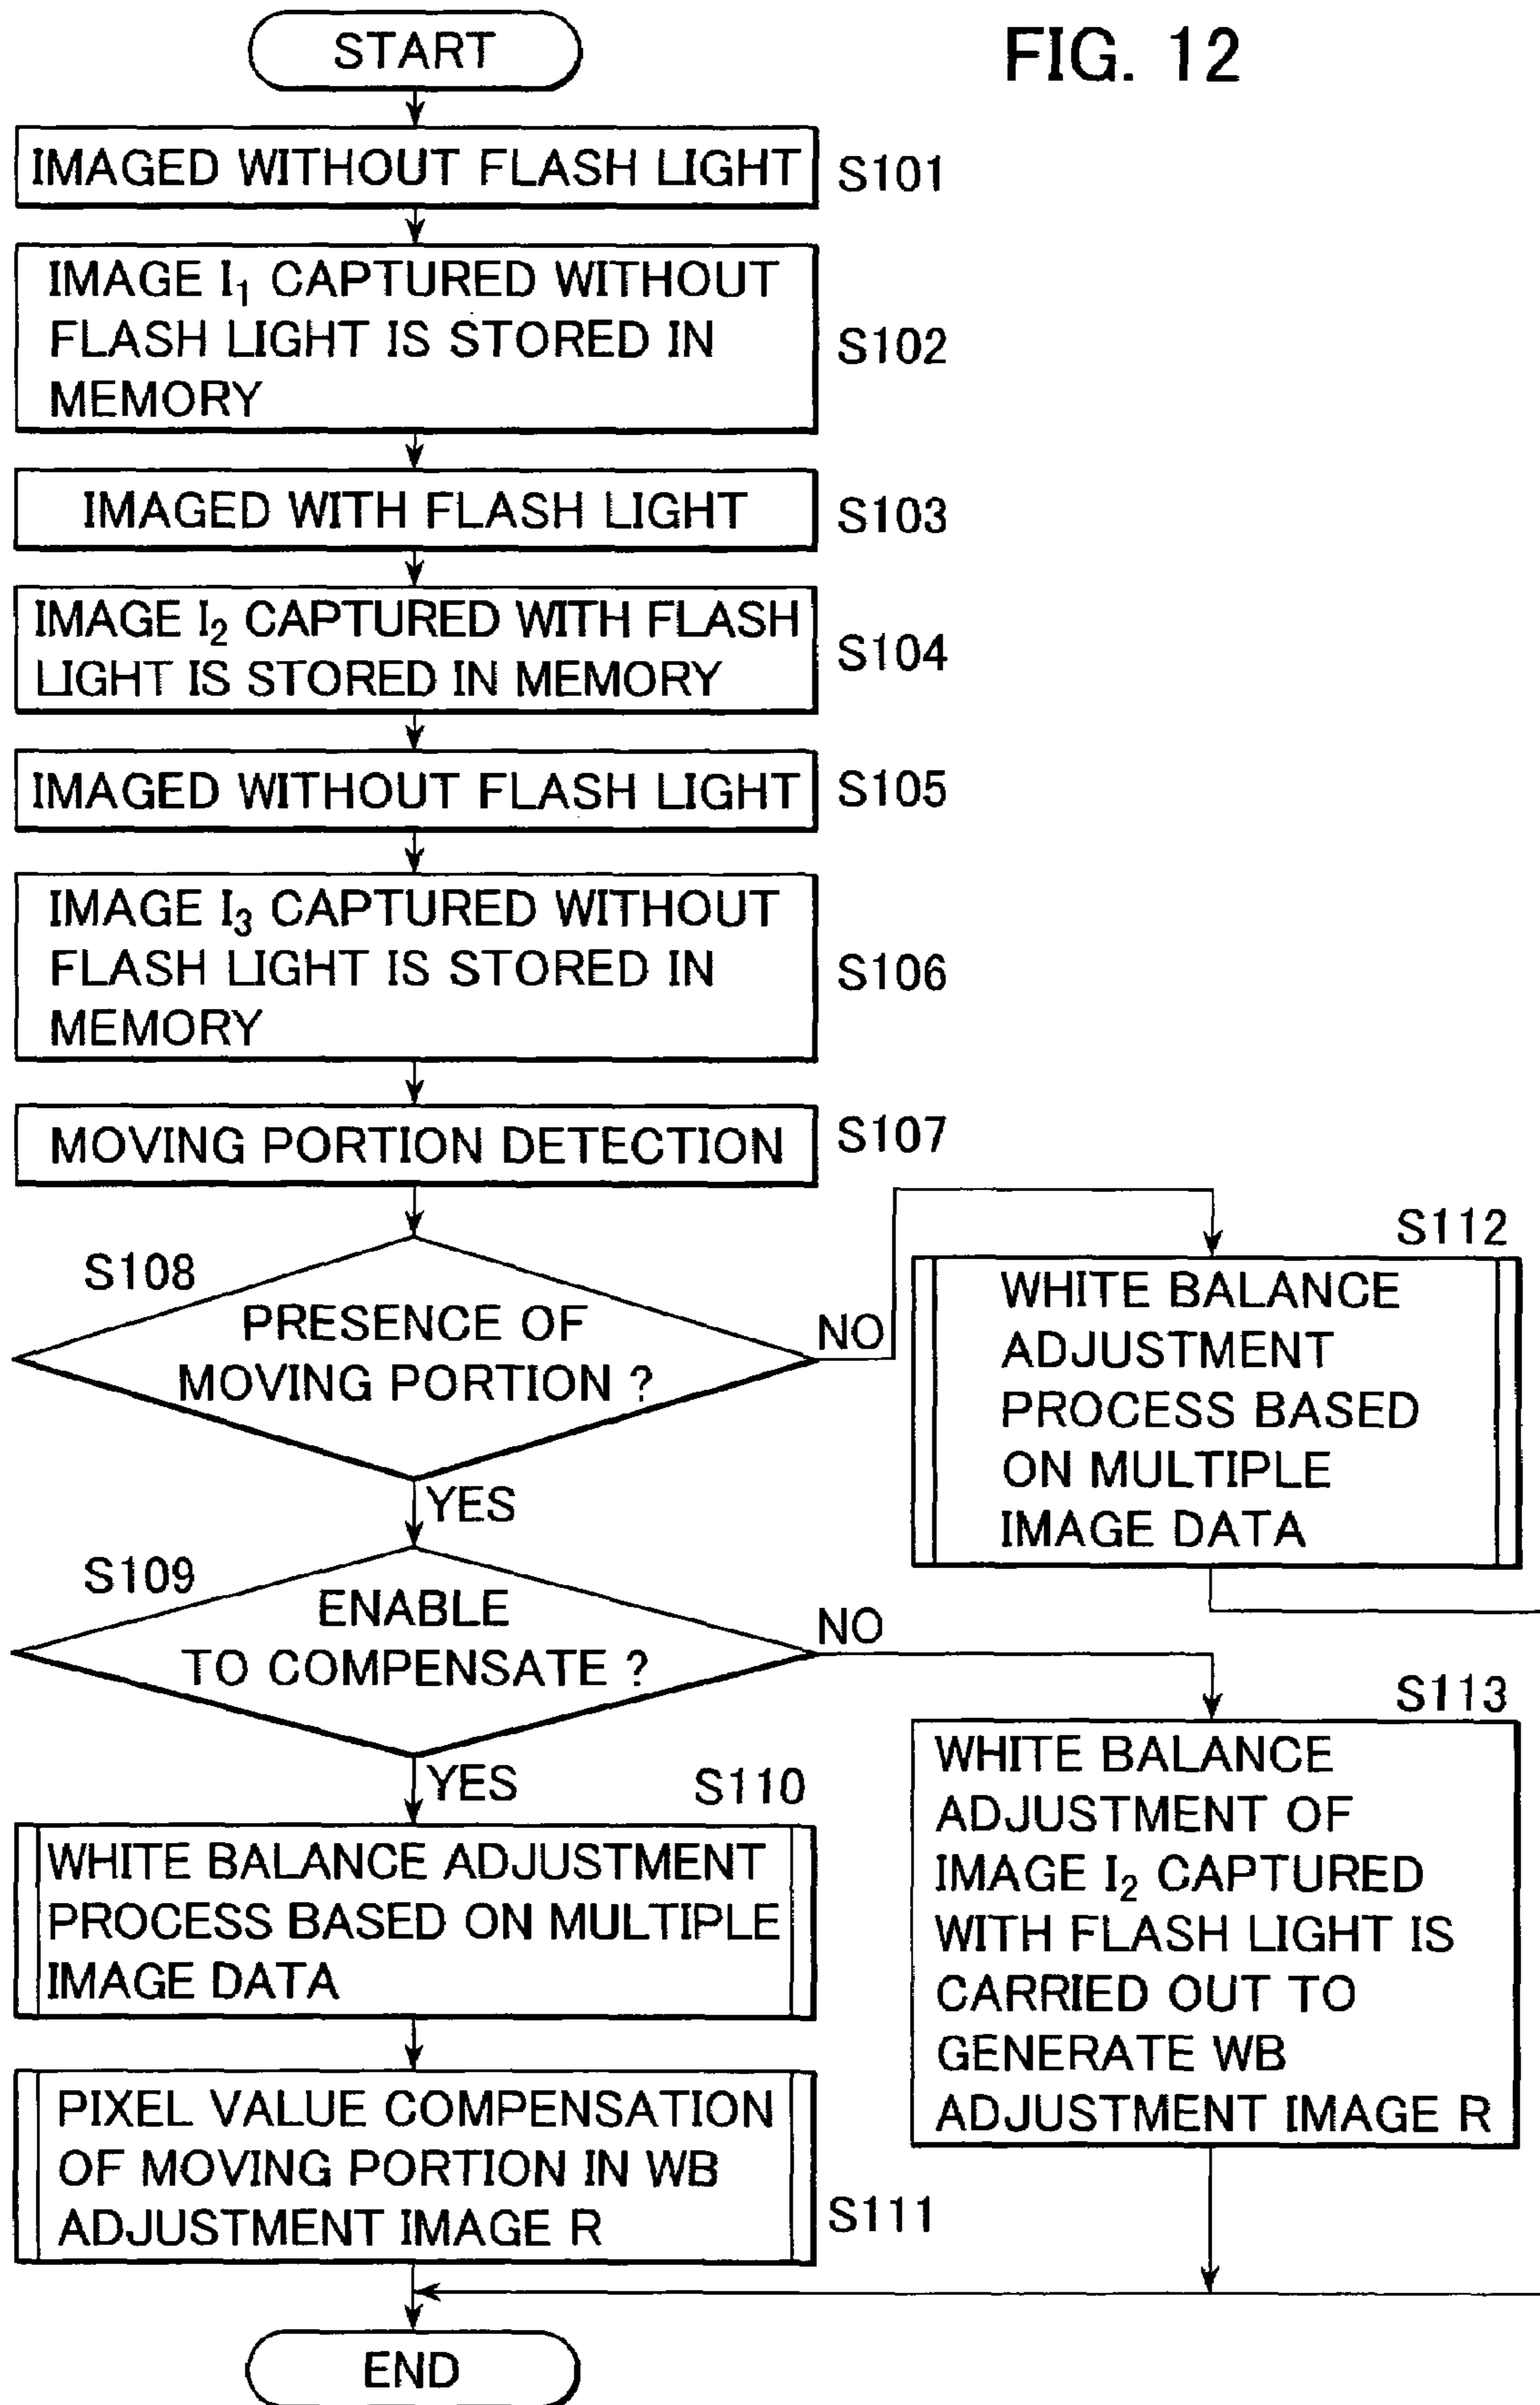 FIG. 12
START
IMAGED WITHOUT FLASH LIGHT
S101
IMAGE I₁ CAPTURED WITHOUT
FLASH LIGHT IS STORED IN
MEMORY
S102
IMAGED WITH FLASH LIGHT
S103
IMAGE I₂ CAPTURED WITH FLASH
LIGHT IS STORED IN MEMORY
S104
IMAGED WITHOUT FLASH LIGHT
S105
IMAGE I₃ CAPTURED WITHOUT
FLASH LIGHT IS STORED IN
MEMORY
S106
MOVING PORTION DETECTION
S107
S108
PRESENCE OF
MOVING PORTION ?
NO
YES
S112
WHITE BALANCE
ADJUSTMENT
PROCESS BASED
ON MULTIPLE
IMAGE DATA
S109
ENABLE
TO COMPENSATE ?
NO
YES
S113
WHITE BALANCE
ADJUSTMENT OF
IMAGE I₂ CAPTURED
WITH FLASH LIGHT IS
CARRIED OUT TO
GENERATE WB
ADJUSTMENT IMAGE R
S110
WHITE BALANCE ADJUSTMENT
PROCESS BASED ON MULTIPLE
IMAGE DATA
PIXEL VALUE COMPENSATION
OF MOVING PORTION IN WB
ADJUSTMENT IMAGE R
S111
END